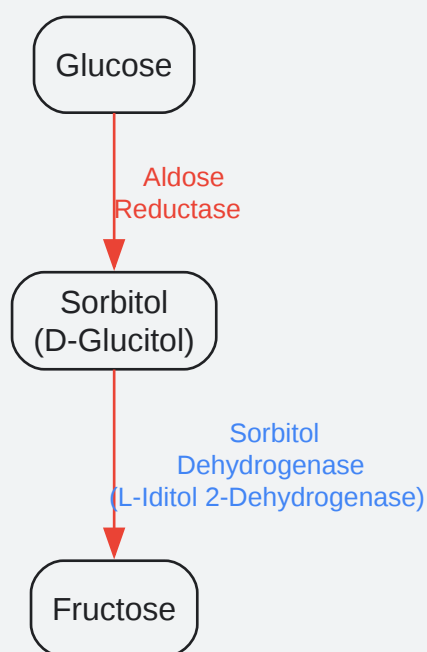 Glucose
Aldose
Reductase
Sorbitol
(D-Glucitol)
Sorbitol
Dehydrogenase
(L-Iditol 2-Dehydrogenase)
Fructose